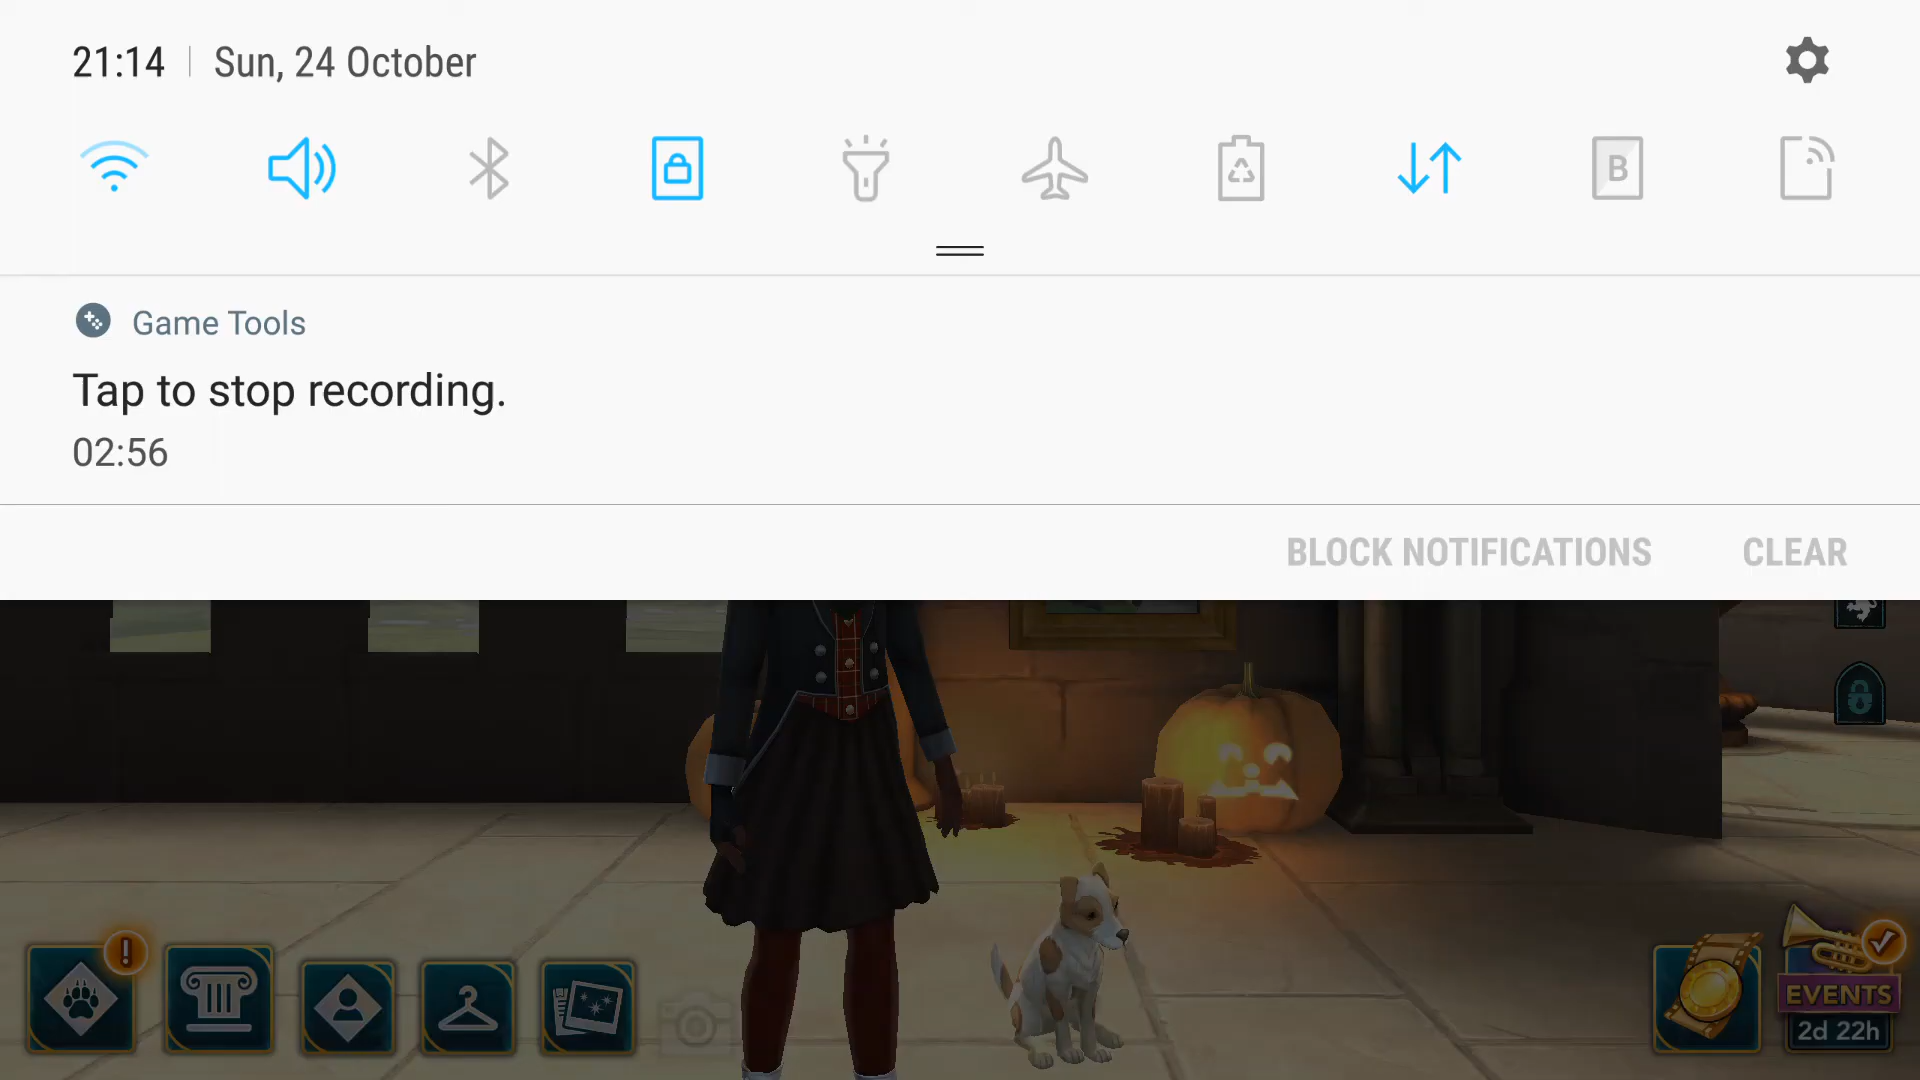 21:14 | Sun, 24 October
B
Game Tools
Tap to stop recording.
02:56
BLOCK NOTIFICATIONS CLEAR
!
EVENTS
2d 22h